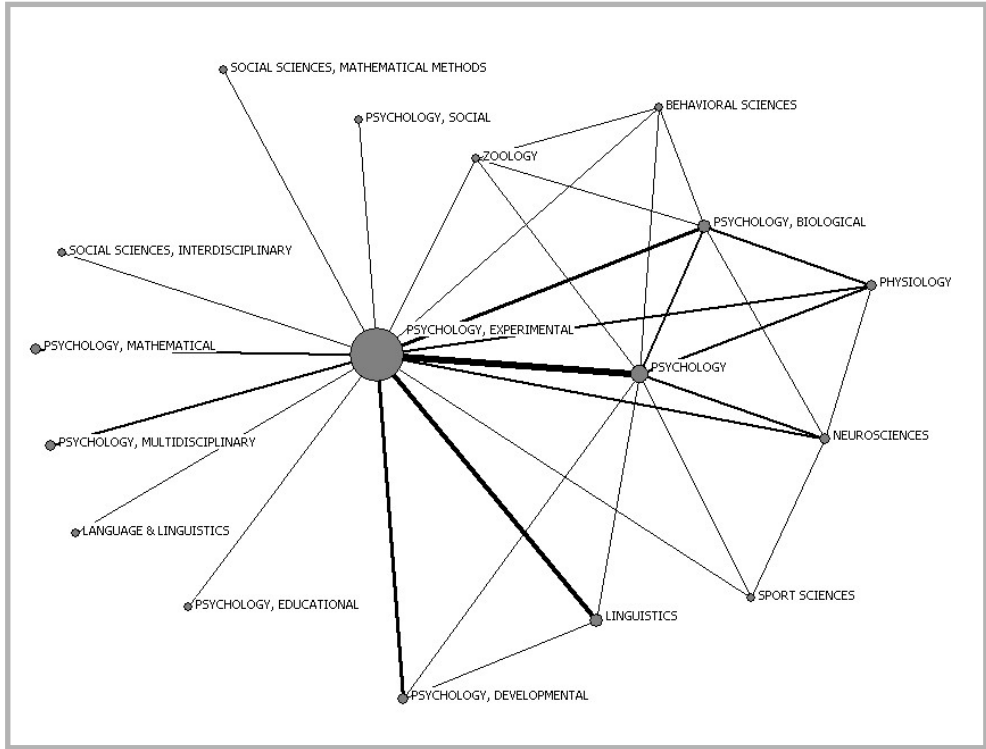 SOCIAL SCIENCES, MATHEMATICAL METHODS
BEHAVIORAL SCIENCES
PSYCHOLOGY, SOCIAL
ZOOLOGY
PSYCHOLOGY, BIOLOGICAL
SOCIAL SCIENCES, INTERDISCIPLINARY
PHYSIOLOGY
PSYCHOLOGY, EXPERIMENTAL
PSYCHOLOGY, MATHEMATICAL
PSYCHOLOGY
NEUROSCIENCES
PSYCHOLOGY, MULTIDISCIPLINARY
LANGUAGE & LINGUISTICS
SPORT SCIENCES
PSYCHOLOGY, EDUCATIONAL
LINGUISTICS
PSYCHOLOGY, DEVELOPMENTAL